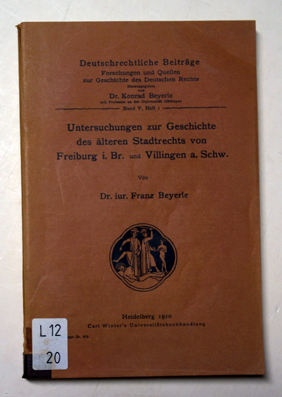 Deutschrechtliche Beiträge
Forschungen und Quellen
zur Geschichte des Deutschen Rechts
Herausgegeben
von
Dr. Konrad Beyerle
Band V, Heft 1
Untersuchungen zur Geschichte
des älteren Stadtrechts von
Freiburg i. Br. und Villingen a. Schw.
Von
Dr. iur. Franz Beyerle
Heidelberg 1910
Carl Winter's Universitätsbuchhandlung
L 12
20